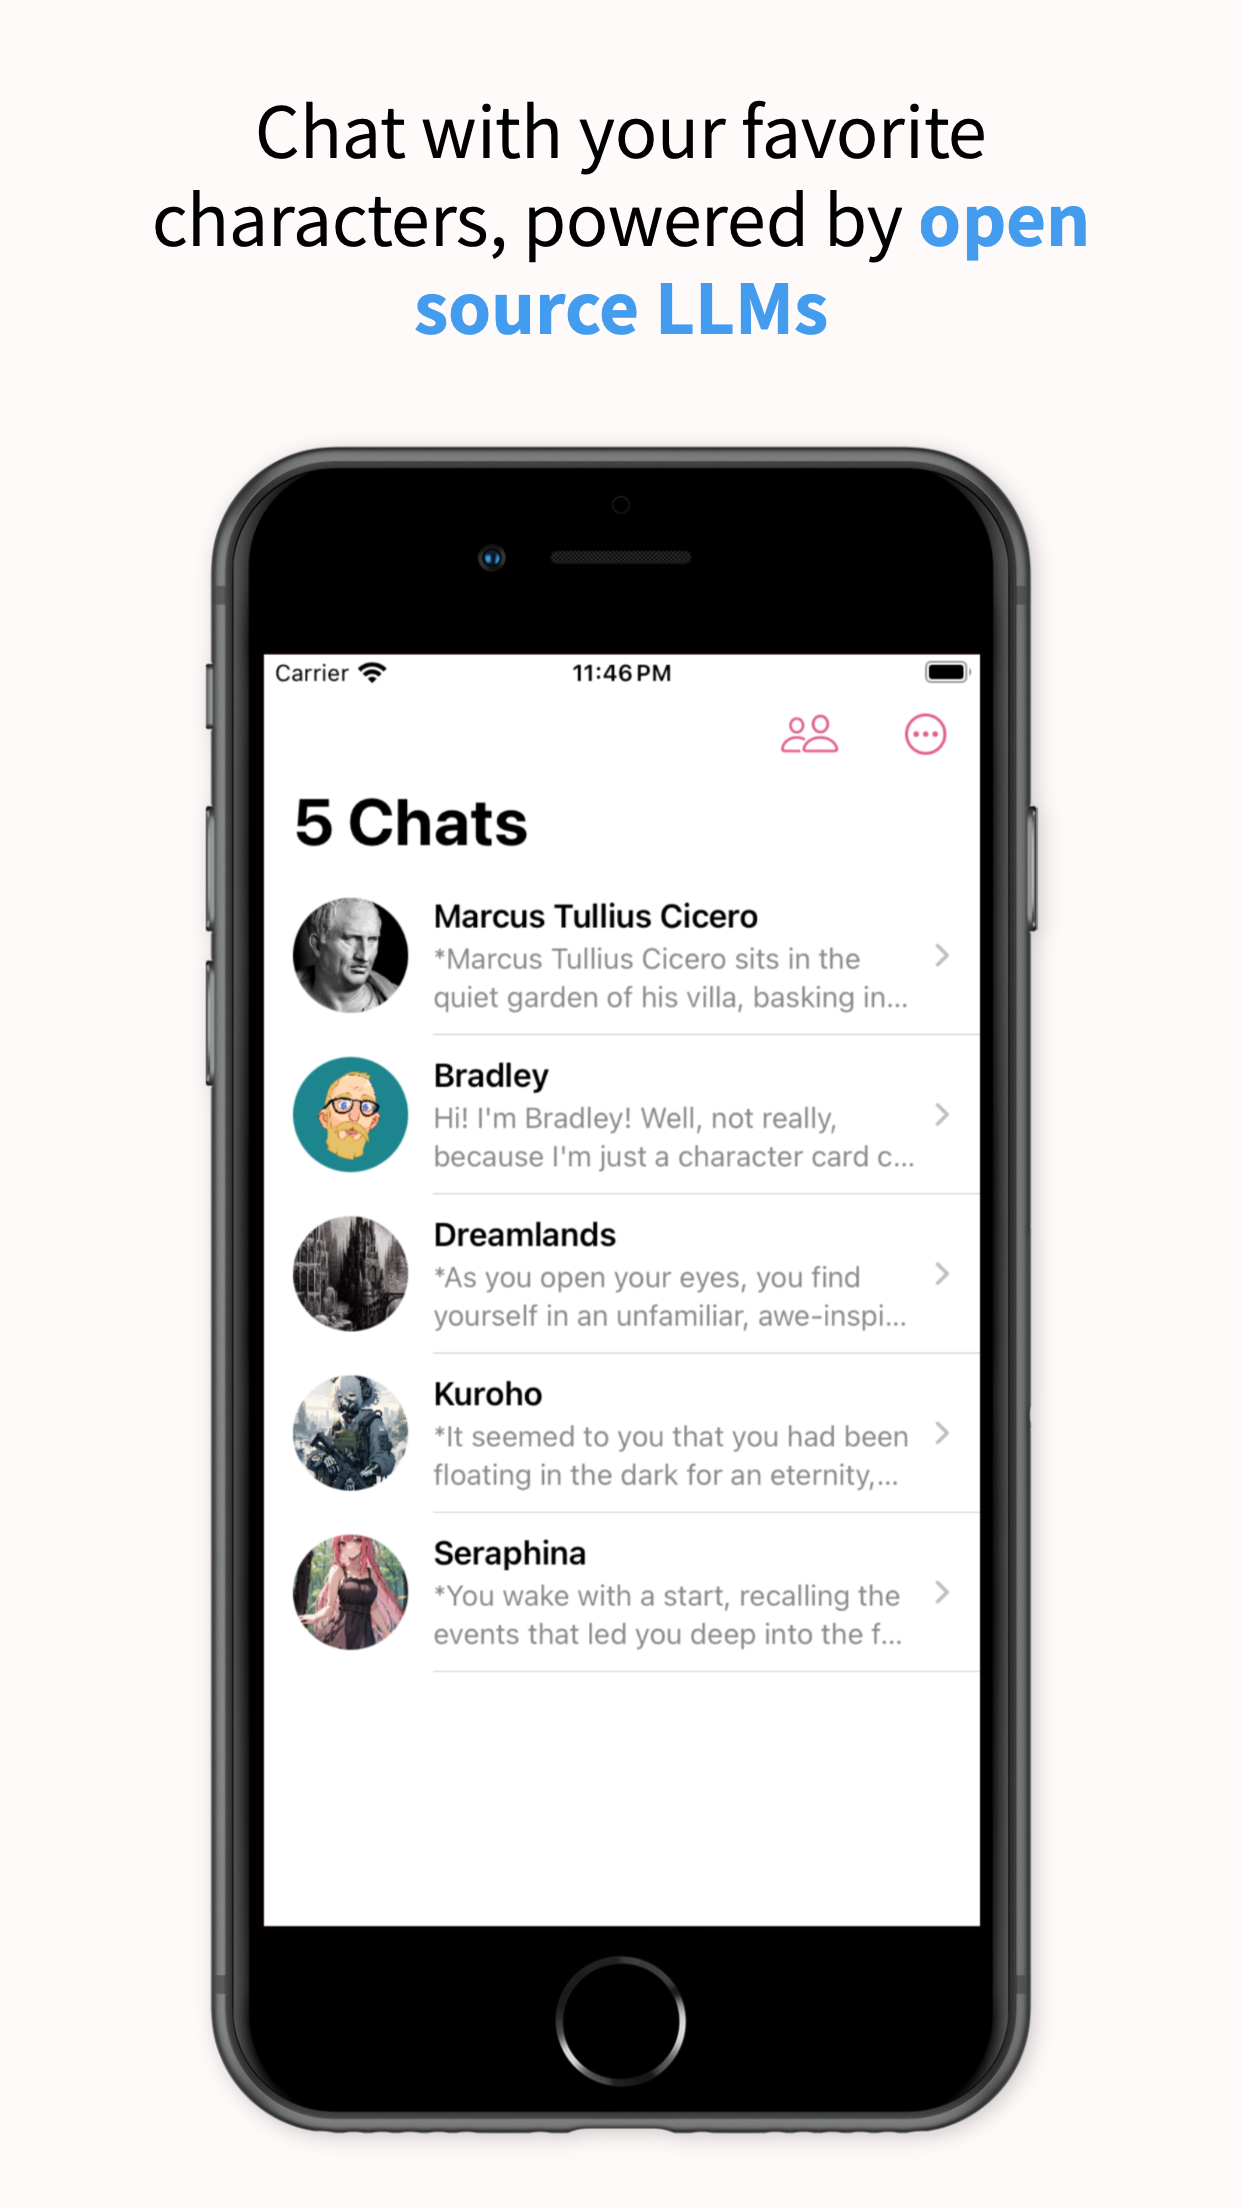 Chat with your favorite
characters, powered by open
source LLMs
Carrier 11:46 PM
5 Chats
Marcus Tullius Cicero
*Marcus Tullius Cicero sits in the
quiet garden of his villa, basking in...
Bradley
Hi! I'm Bradley! Well, not really,
because I'm just a character card c...
Dreamlands
*As you open your eyes, you find
yourself in an unfamiliar, awe-inspi...
Kuroho
*It seemed to you that you had been
floating in the dark for an eternity,...
Seraphina
*You wake with a start, recalling the
events that led you deep into the f...